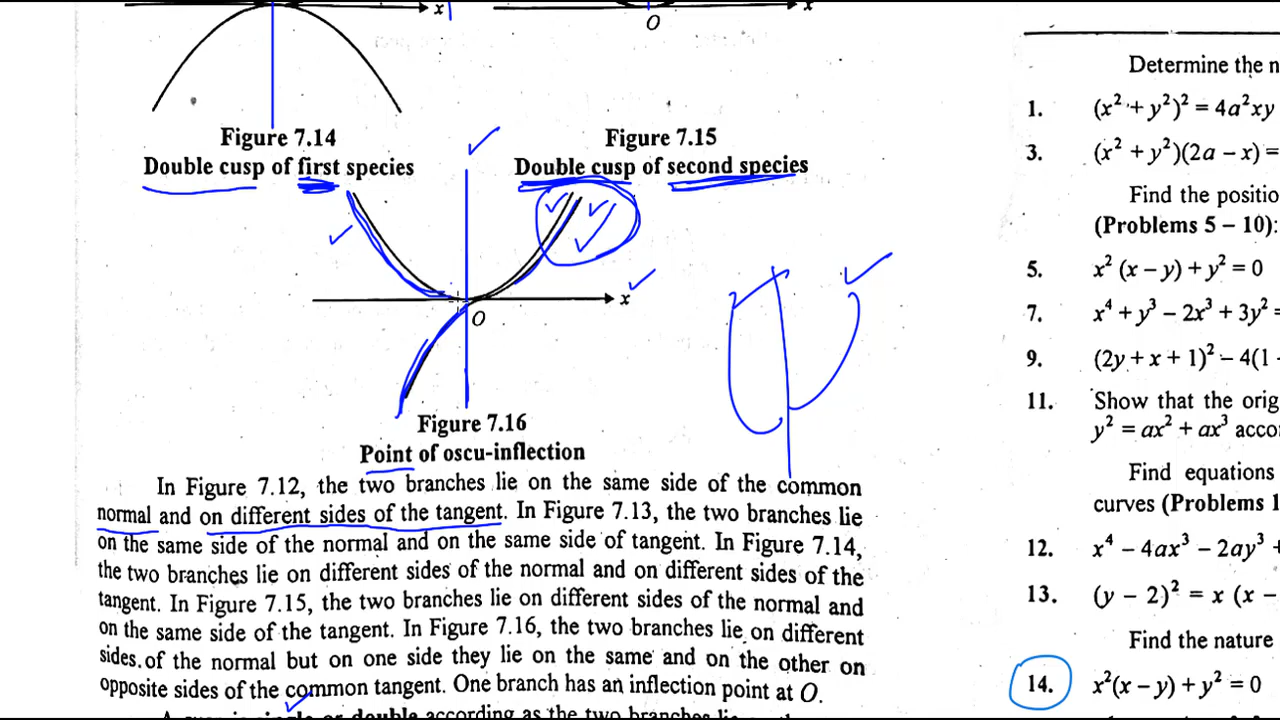 x
x
O
Figure 7.14
Double cusp of first species
Figure 7.15
Double cusp of second species
x
O
Figure 7.16
Point of oscu-inflection
In Figure 7.12, the two branches lie on the same side of the common
normal and on different sides of the tangent. In Figure 7.13, the two branches lie
on the same side of the normal and on the same side of tangent. In Figure 7.14,
the two branches lie on different sides of the normal and on different sides of the
tangent. In Figure 7.15, the two branches lie on different sides of the normal and
on the same side of the tangent. In Figure 7.16, the two branches lie on different
sides of the normal but on one side they lie on the same and on the other on
opposite sides of the common tangent. One branch has an inflection point at O.
or double according as the two branches
Determine the n
1. (x² + y²)² = 4a²xy
3. (x² + y²)(2a − x) =
Find the positio
(Problems 5 – 10):
5. x² (x − y) + y² = 0
7. x⁴ + y³ − 2x³ + 3y² =
9. (2y + x + 1)² − 4(1 -
11. Show that the orig
y² = ax² + ax³ acco
Find equations
curves (Problems 1
12. x⁴ − 4ax³ − 2ay³ +
13. (y − 2)² = x (x −
Find the nature
14. x²(x − y) + y² = 0